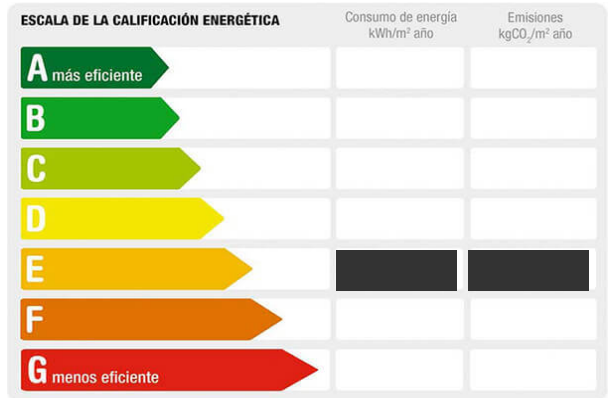 ESCALA DE LA CALIFICACIÓN ENERGÉTICA
Consumo de energía
kWh/m² año
Emisiones
kgCO₂/m² año
A más eficiente
B
C
D
E
F
G menos eficiente